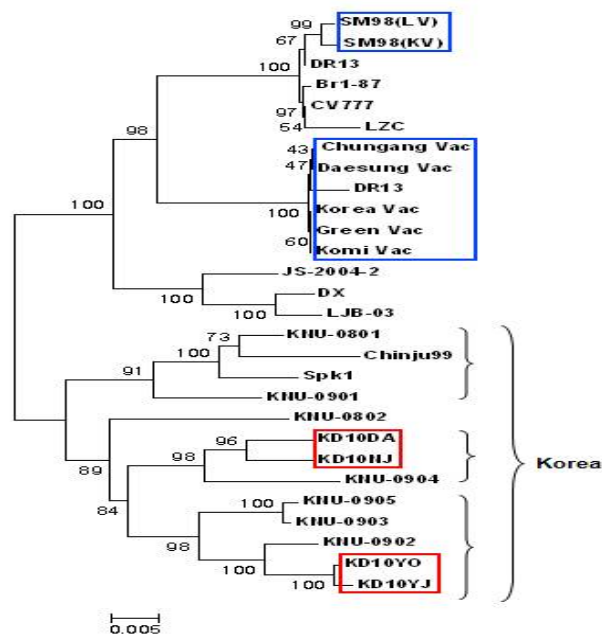 99
SM98(LV)
67
SM98(KV)
100
DR13
Br1-87
97
CV777
54
LZC
98
43
Chungang Vac
47
Daesung Vac
DR13
100
Korea Vac
Green Vac
60
Komi Vac
100
JS-2004-2
DX
100
100
LJB-03
KNU-0801
73
Chinju99
100
91
Spk1
KNU-0901
KNU-0802
96
KD10DA
89
98
KD10NJ
Korea
KNU-0904
84
100
KNU-0905
KNU-0903
98
KNU-0902
100
KD10YO
100
KD10YJ
0.005